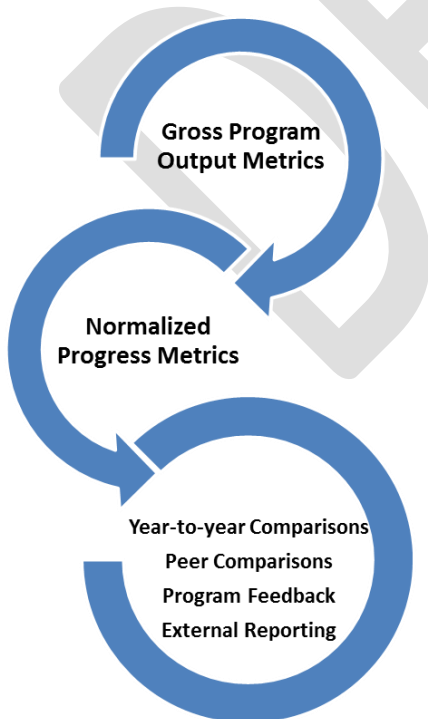 Gross Program
Output Metrics
Normalized
Progress Metrics
Year-to-year Comparisons
Peer Comparisons
Program Feedback
External Reporting